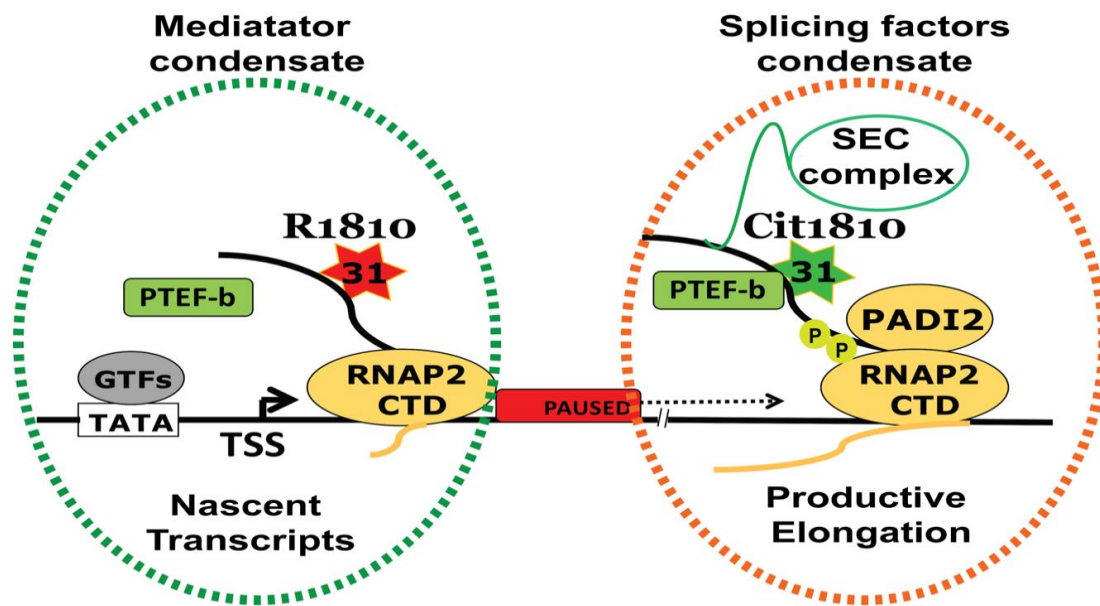 Mediatator
condensate
R1810
31
PTEF-b
GTFs
TATA
TSS
RNAP2
CTD
PAUSED
Nascent
Transcripts
Splicing factors
condensate
SEC
complex
Cit1810
31
PTEF-b
P
P
PADI2
RNAP2
CTD
//
Productive
Elongation